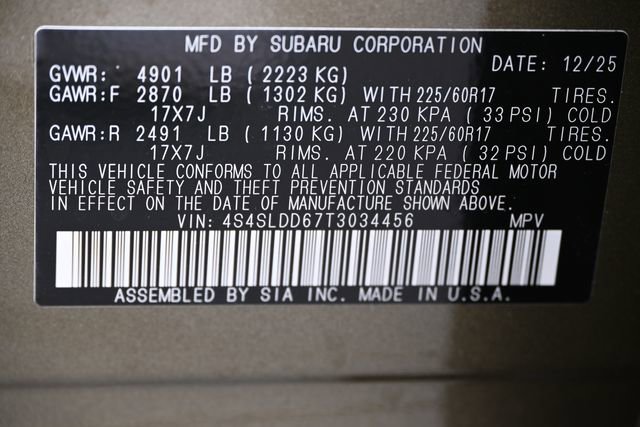 MFD BY SUBARU CORPORATION
GVWR: 4901 LB (2223 KG) DATE: 12/25
GAWR:F 2870 LB (1302 KG) WITH 225/60R17 TIRES.
17X7J RIMS. AT 230 KPA (33 PSI) COLD
GAWR:R 2491 LB (1130 KG) WITH 225/60R17 TIRES.
17X7J RIMS. AT 220 KPA (32 PSI) COLD
THIS VEHICLE CONFORMS TO ALL APPLICABLE FEDERAL MOTOR
VEHICLE SAFETY AND THEFT PREVENTION STANDARDS
IN EFFECT ON THE DATE OF MANUFACTURE SHOWN ABOVE.
VIN: 4S4SLDD67T3034456 MPV
ASSEMBLED BY SIA INC. MADE IN U.S.A.